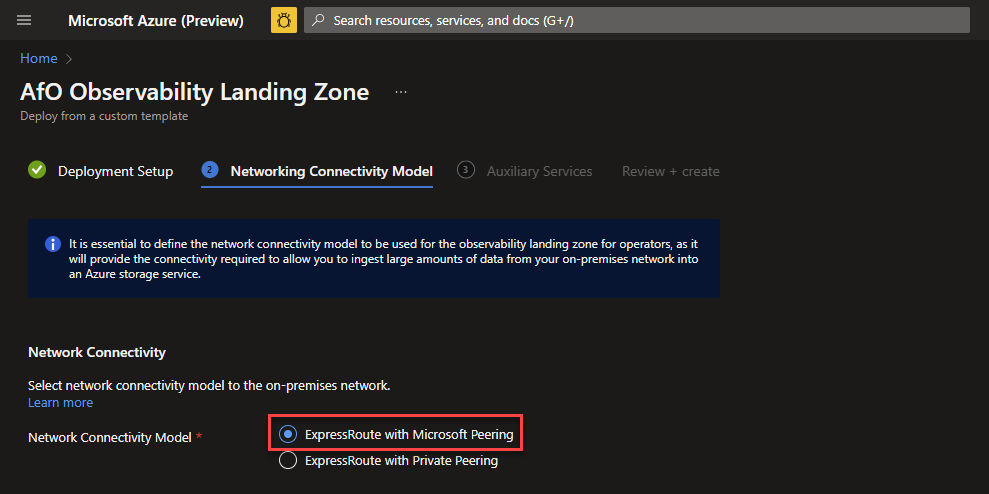 Microsoft Azure (Preview)
Search resources, services, and docs (G+/)
Home >
AfO Observability Landing Zone ...
Deploy from a custom template
Deployment Setup
2 Networking Connectivity Model
3 Auxiliary Services
Review + create
It is essential to define the network connectivity model to be used for the observability landing zone for operators, as it
will provide the connectivity required to allow you to ingest large amounts of data from your on-premises network into
an Azure storage service.
Network Connectivity
Select network connectivity model to the on-premises network.
Learn more
Network Connectivity Model *
ExpressRoute with Microsoft Peering
ExpressRoute with Private Peering